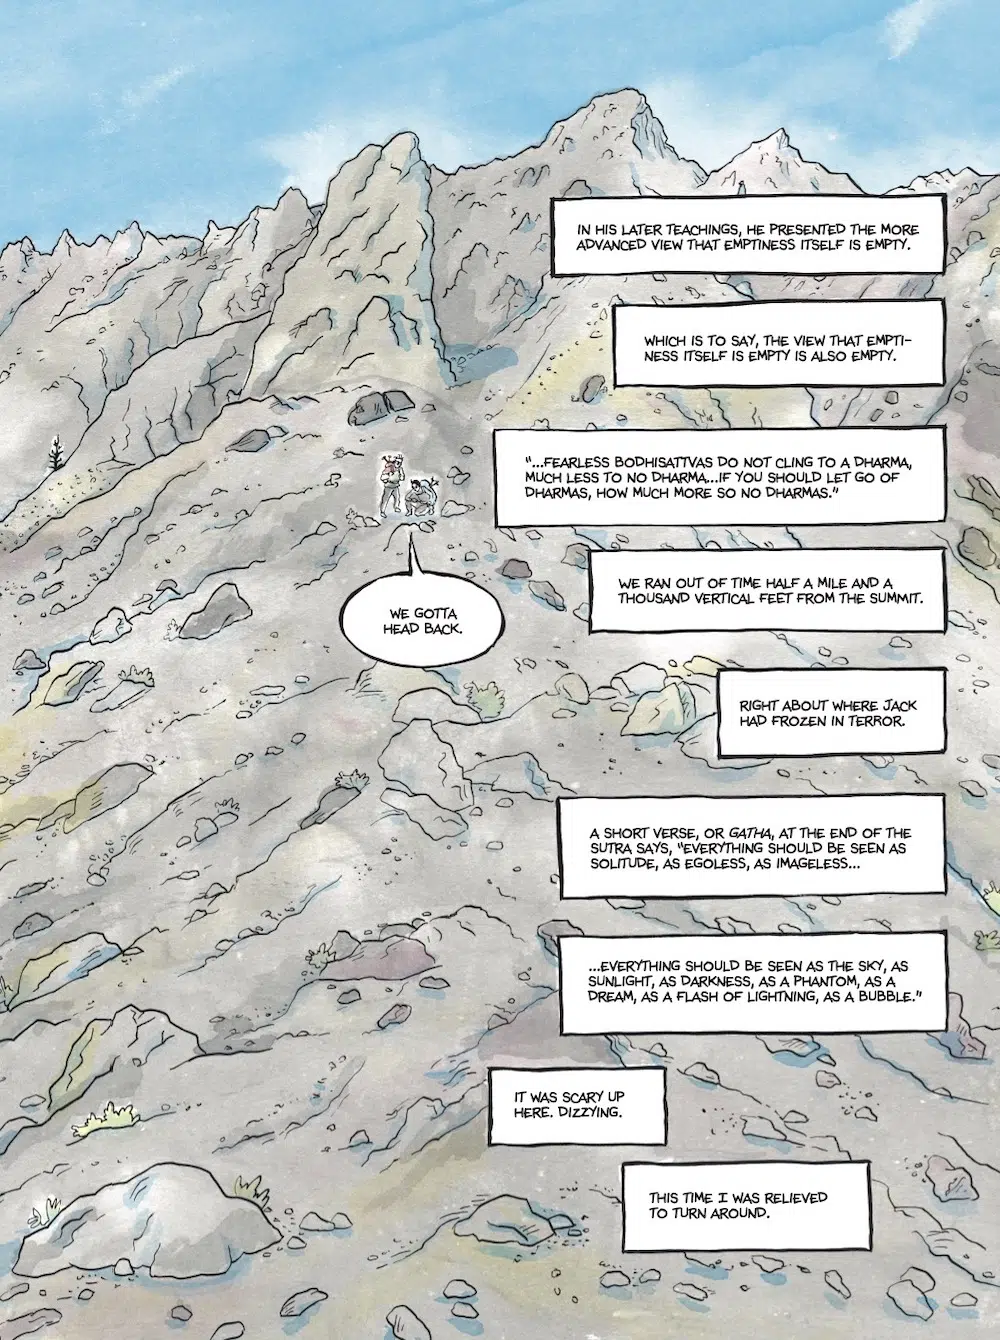 IN HIS LATER TEACHINGS, HE PRESENTED THE MORE
ADVANCED VIEW THAT EMPTINESS ITSELF IS EMPTY.
WHICH IS TO SAY, THE VIEW THAT EMPTI-
NESS ITSELF IS EMPTY IS ALSO EMPTY.
"...FEARLESS BODHISATTVAS DO NOT CLING TO A DHARMA,
MUCH LESS TO NO DHARMA...IF YOU SHOULD LET GO OF
DHARMAS, HOW MUCH MORE SO NO DHARMAS."
WE RAN OUT OF TIME HALF A MILE AND A
THOUSAND VERTICAL FEET FROM THE SUMMIT.
WE GOTTA
HEAD BACK.
RIGHT ABOUT WHERE JACK
HAD FROZEN IN TERROR.
A SHORT VERSE, OR GATHA, AT THE END OF THE
SUTRA SAYS, "EVERYTHING SHOULD BE SEEN AS
SOLITUDE, AS EGOLESS, AS IMAGELESS...
...EVERYTHING SHOULD BE SEEN AS THE SKY, AS
SUNLIGHT, AS DARKNESS, AS A PHANTOM, AS A
DREAM, AS A FLASH OF LIGHTNING, AS A BUBBLE."
IT WAS SCARY UP
HERE. DIZZYING.
THIS TIME I WAS RELIEVED
TO TURN AROUND.